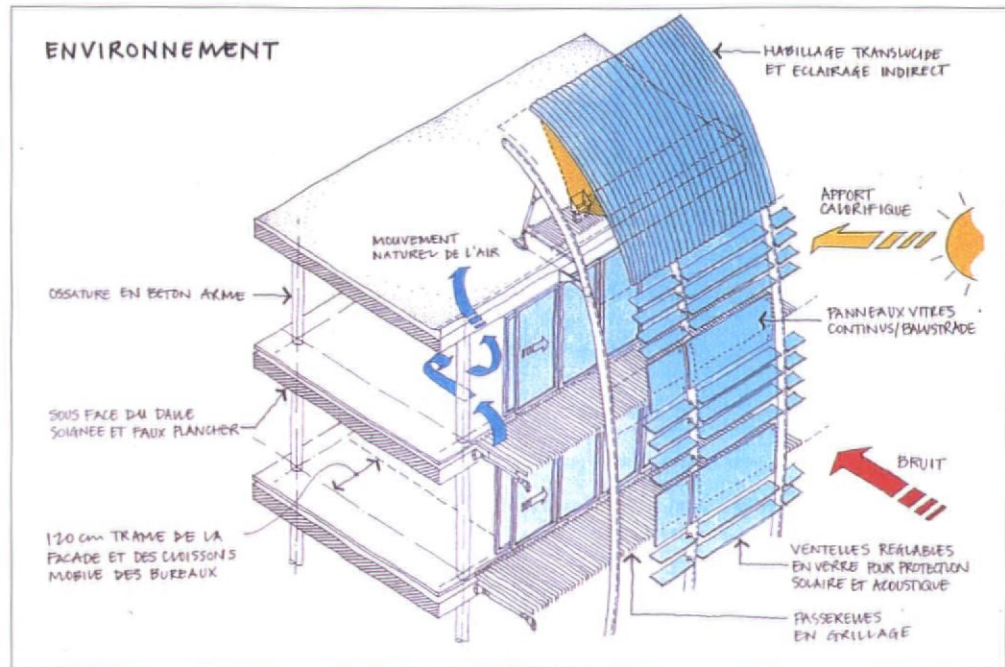 ENVIRONNEMENT
HABILLAGE TRANSLUCIDE
ET ECLAIRAGE INDIRECT
APPORT
CALORIFIQUE
MOUVEMENT
NATUREL DE L'AIR
OSSATURE EN BETON ARME
PANNEAUX VITRES
CONTINUS/BALUSTRADE
SOUS FACE DU DALLE
SOIGNEE ET FAUX PLANCHER
BRUIT
120 cm TRAME DE LA
FACADE ET DES CLOISSONS
MOBILE DES BUREAUX
VENTELLES REGLABLES
EN VERRE POUR PROTECTION
SOLAIRE ET ACOUSTIQUE
PASSERELLES
EN GRILLAGE